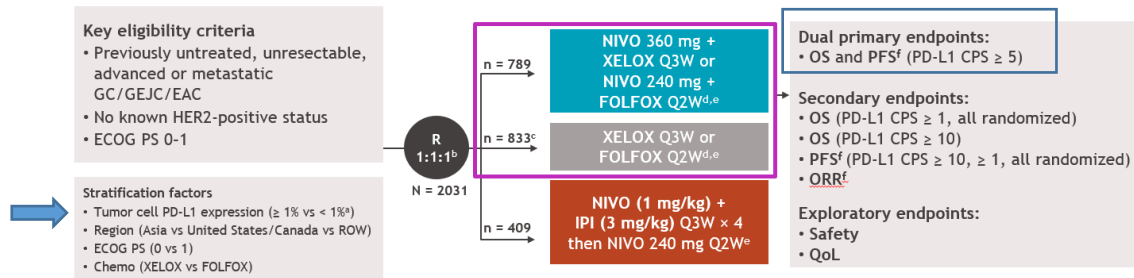 Key eligibility criteria
• Previously untreated, unresectable,
advanced or metastatic
GC/GEJC/EAC
• No known HER2-positive status
• ECOG PS 0-1
Stratification factors
• Tumor cell PD-L1 expression (≥ 1% vs < 1%ᵃ)
• Region (Asia vs United States/Canada vs ROW)
• ECOG PS (0 vs 1)
• Chemo (XELOX vs FOLFOX)
R
1:1:1ᵇ
N = 2031
n = 789
NIVO 360 mg +
XELOX Q3W or
NIVO 240 mg +
FOLFOX Q2Wᵈ,ᵉ
n = 833ᶜ
XELOX Q3W or
FOLFOX Q2Wᵈ,ᵉ
n = 409
NIVO (1 mg/kg) +
IPI (3 mg/kg) Q3W × 4
then NIVO 240 mg Q2Wᵉ
Dual primary endpoints:
• OS and PFSᶠ (PD-L1 CPS ≥ 5)
Secondary endpoints:
• OS (PD-L1 CPS ≥ 1, all randomized)
• OS (PD-L1 CPS ≥ 10)
• PFSᶠ (PD-L1 CPS ≥ 10, ≥ 1, all randomized)
• ORRᶠ
Exploratory endpoints:
• Safety
• QoL